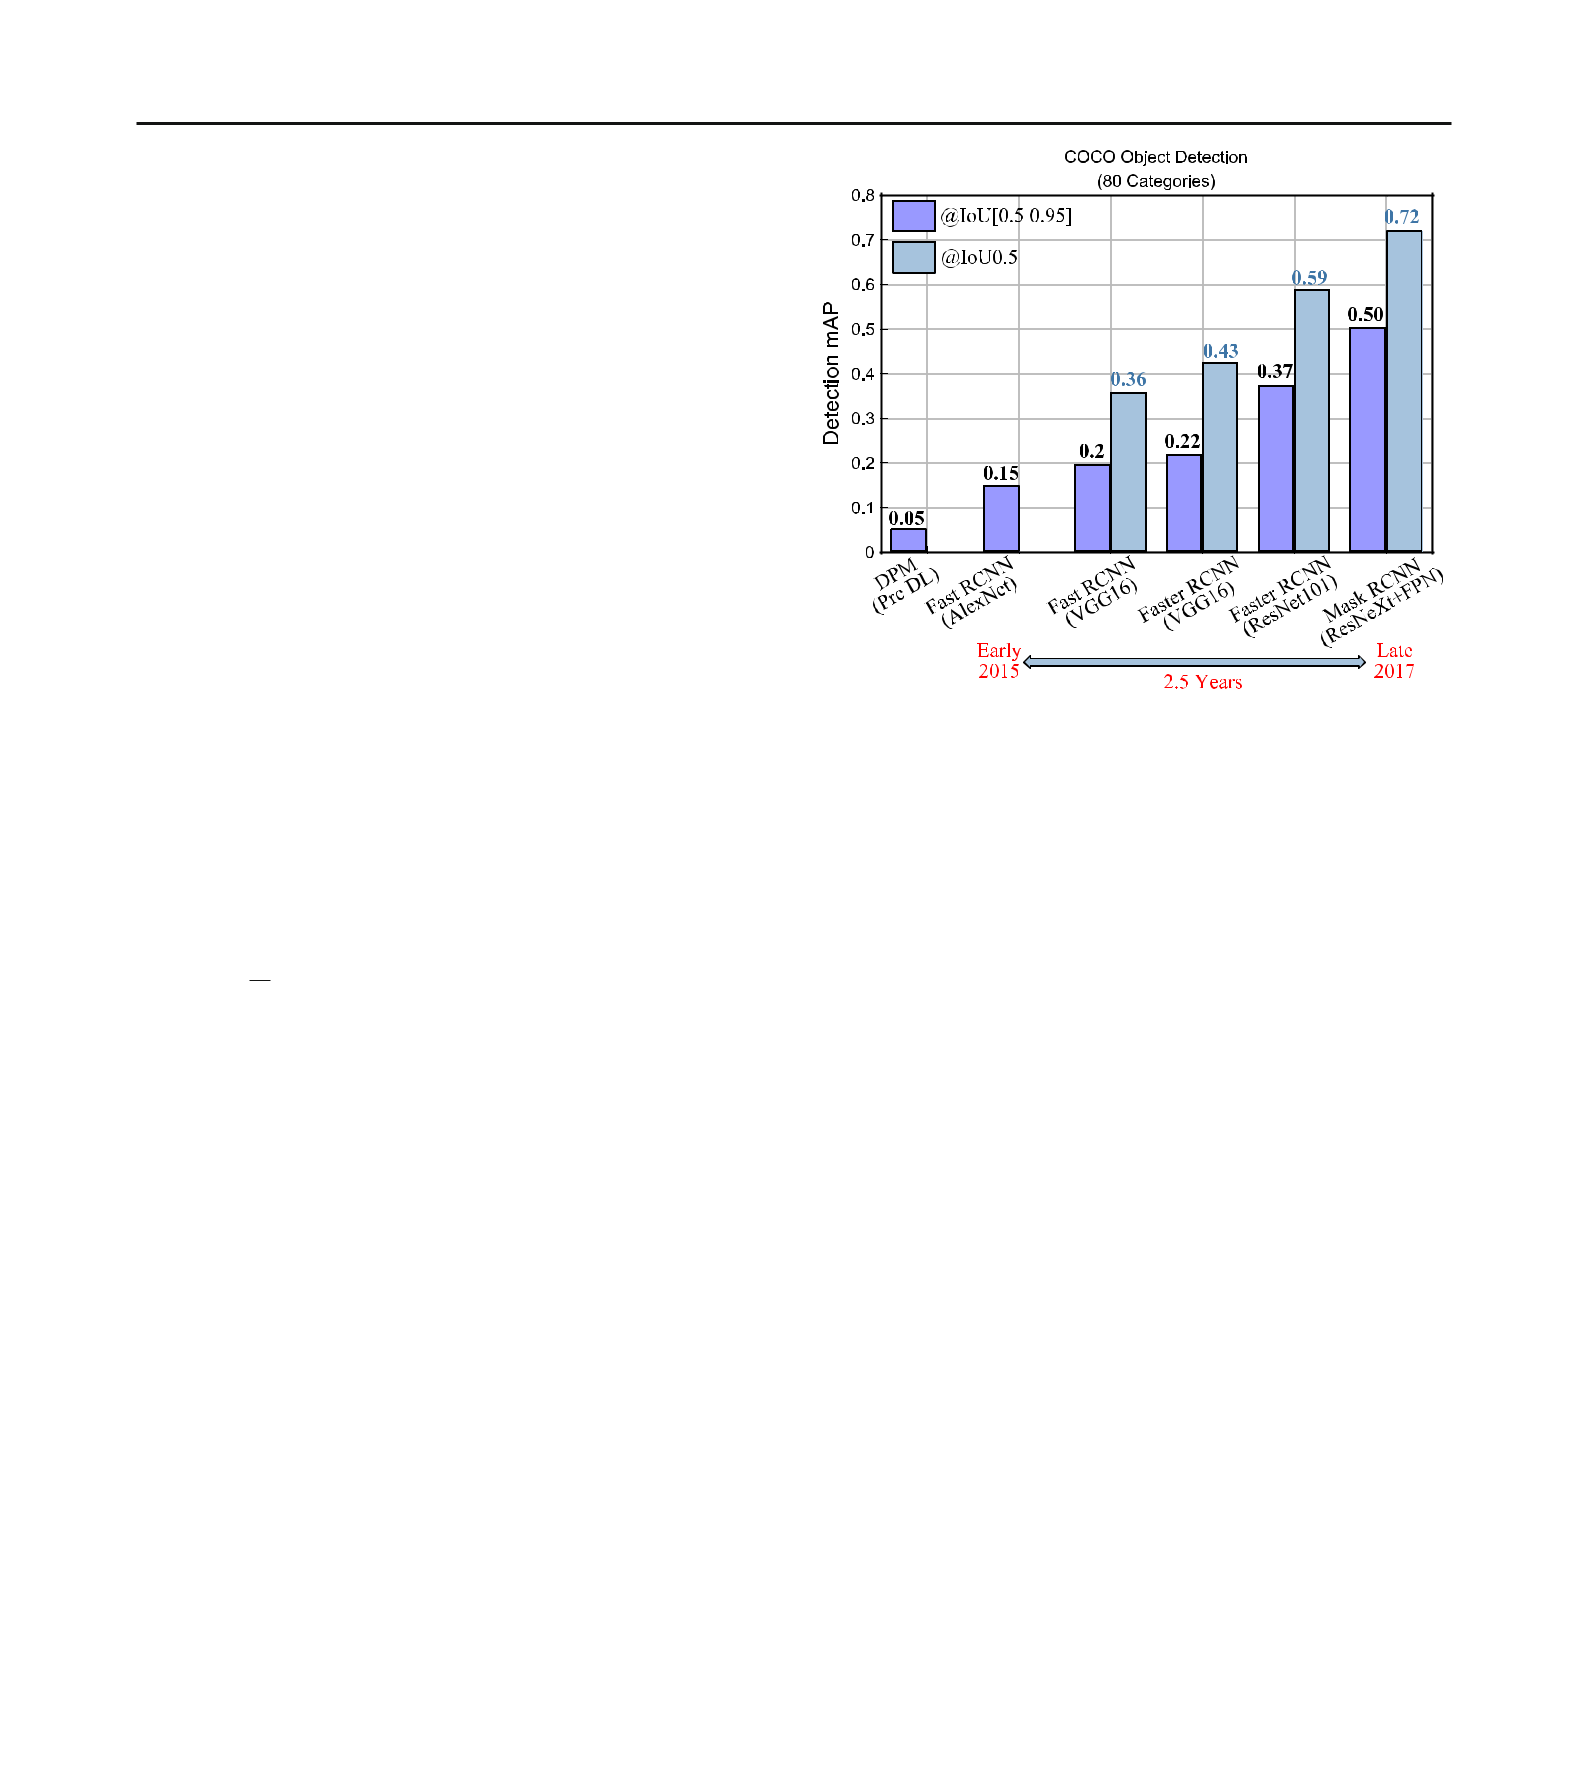 COCO Object Detection
(80 Categories)
@IoU[0.5 0.95]
@IoU0.5
Detection mAP
0.8
0.7
0.6
0.5
0.4
0.3
0.2
0.1
0
0.05
0.15
0.2
0.36
0.22
0.43
0.37
0.59
0.50
0.72
DPM
(Pre DL)
Fast RCNN
(AlexNet)
Fast RCNN
(VGG16)
Faster RCNN
(VGG16)
Faster RCNN
(ResNet101)
Mask RCNN
(ResNeXt+FPN)
Early
2015
2.5 Years
Late
2017